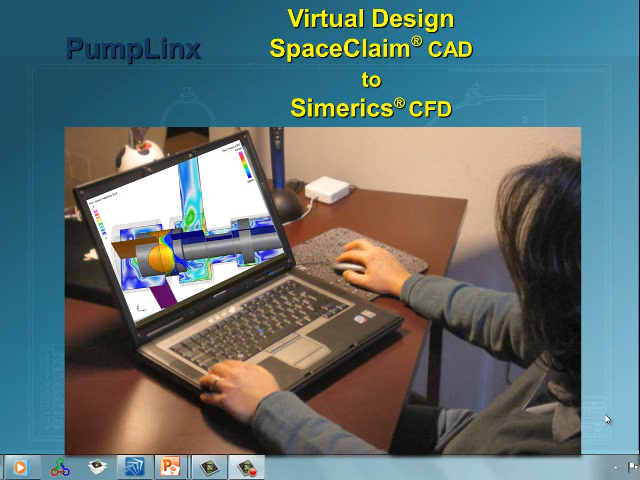 PumpLinx
Virtual Design
SpaceClaim® CAD
to
Simerics® CFD